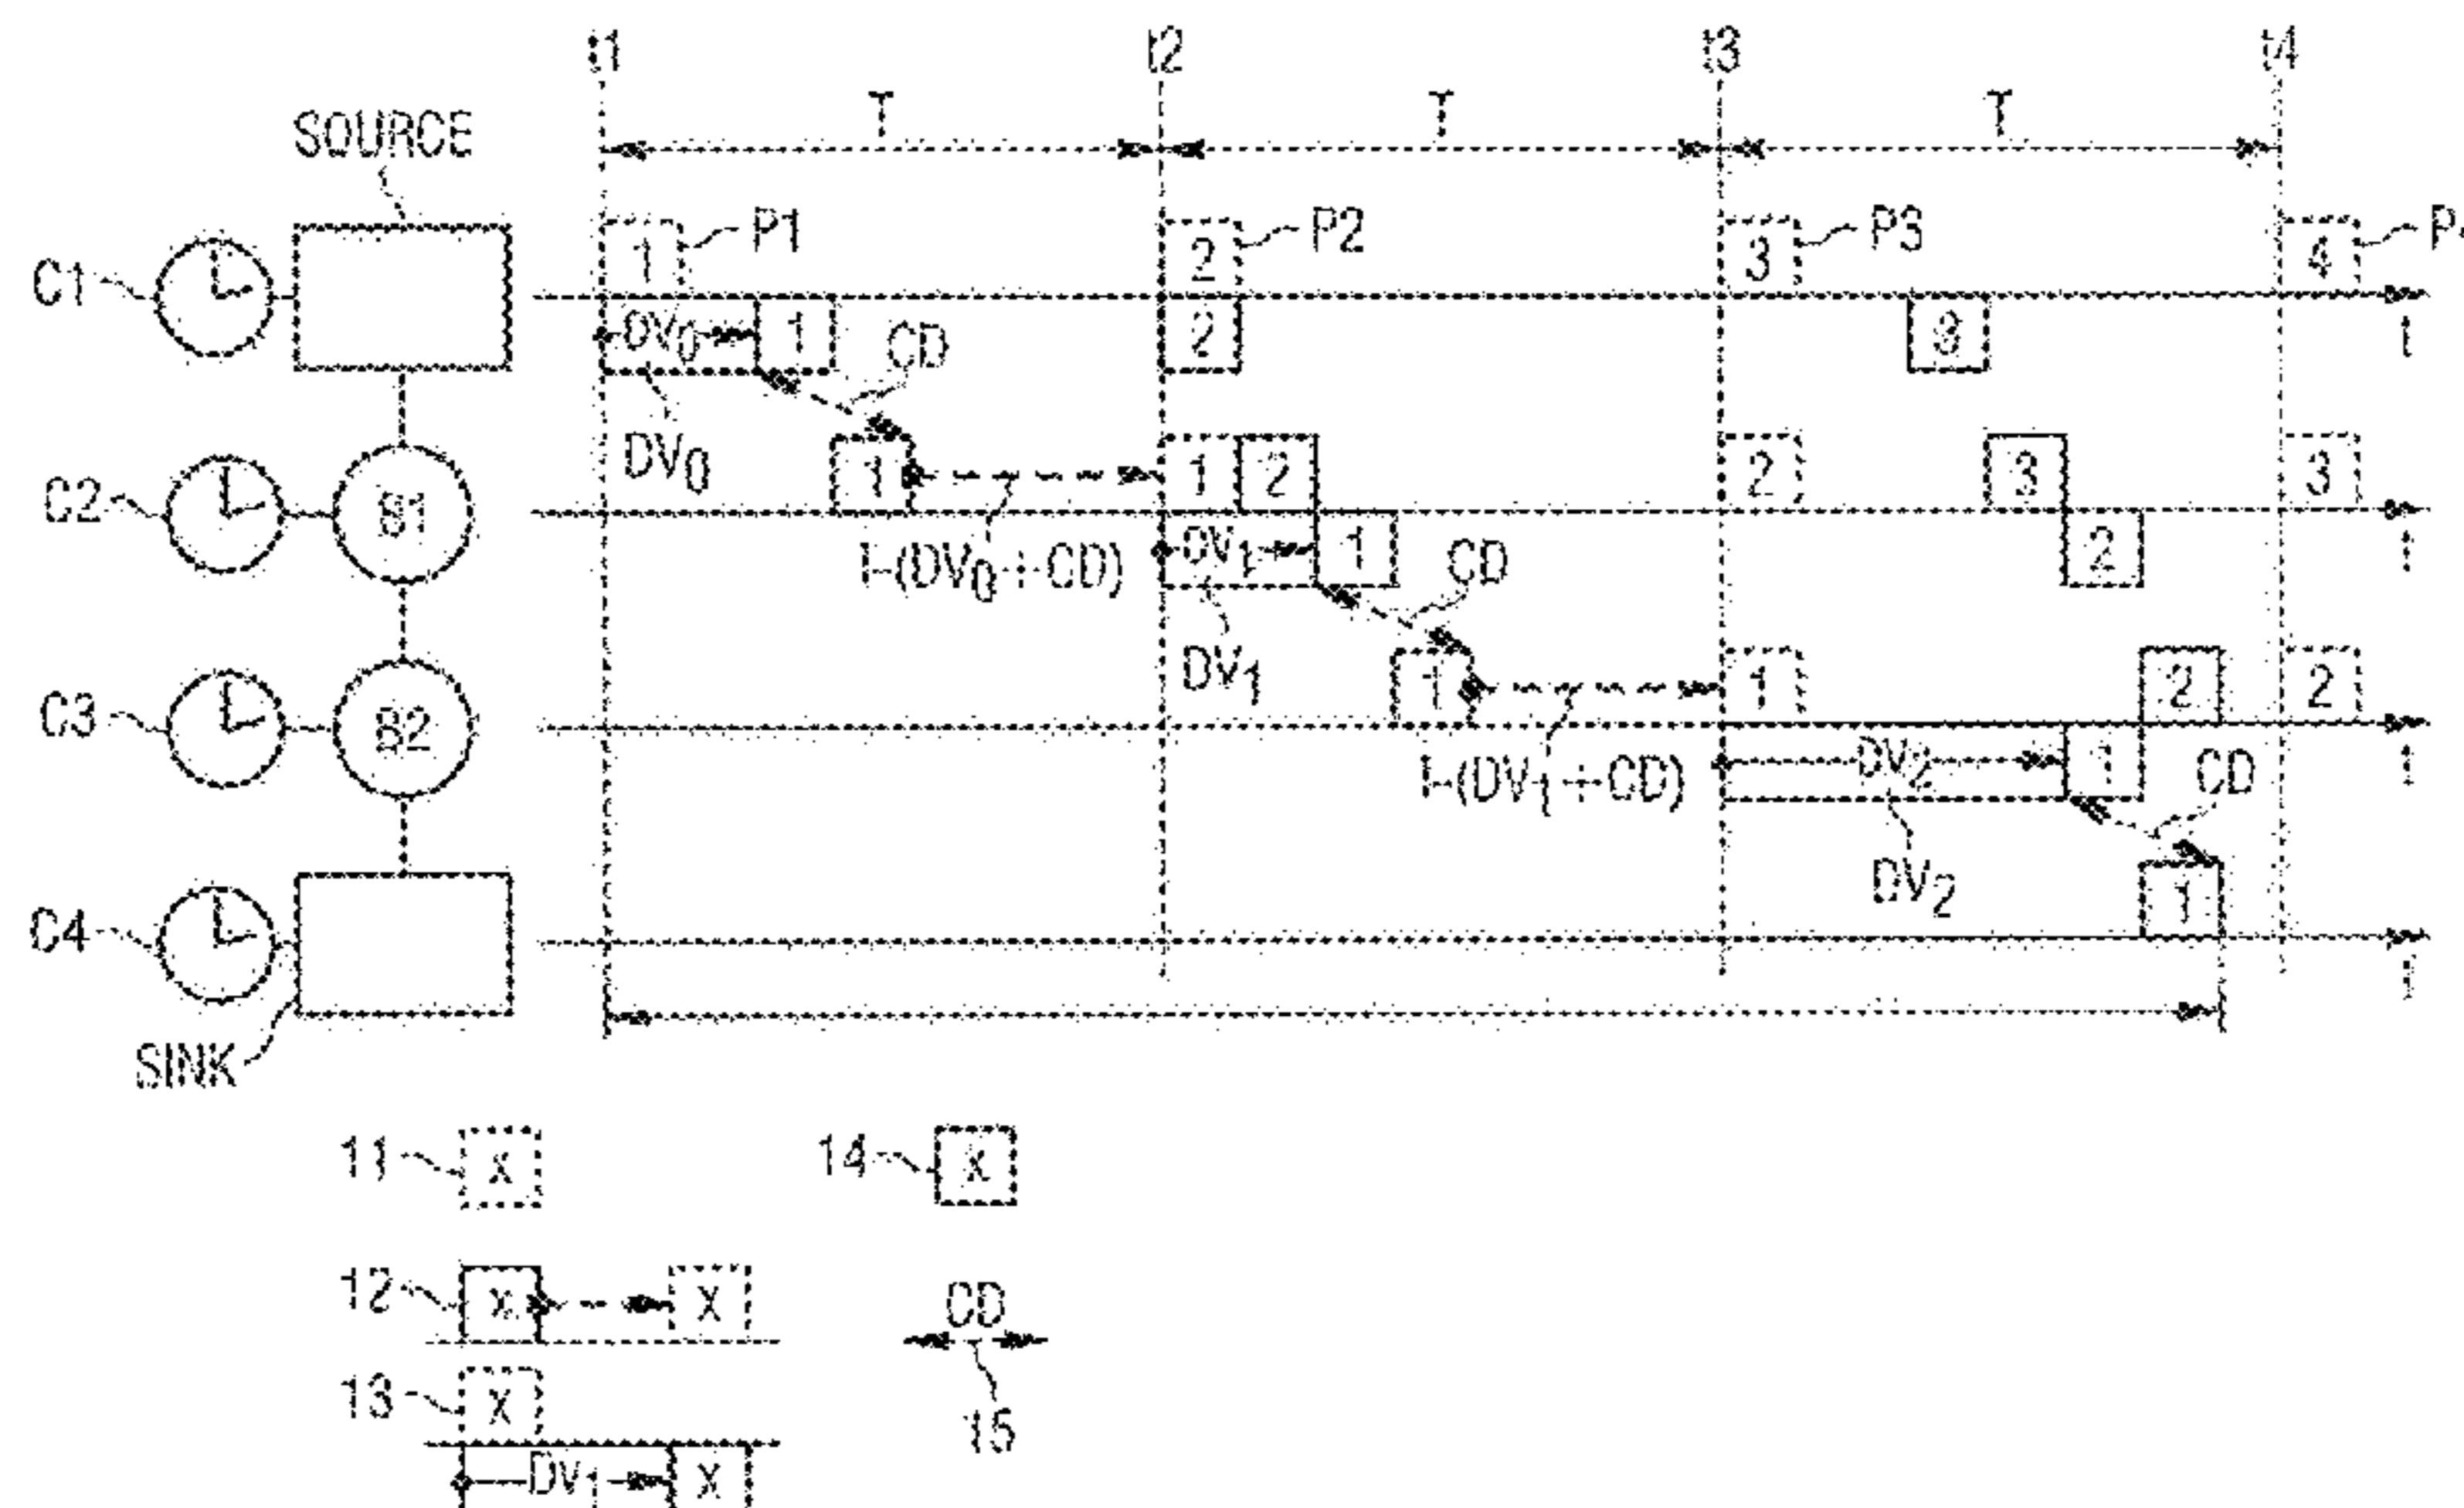 t1 t2 t3 t4
T T T
SOURCE
P1 P2 P3 P
1 2 3 4
C1
DV0 1 2 3
CD
t
DV0
1 1 2 2 3 3
C2 S1
T-(DV0+CD)
DV1 1 2
CD
t
DV1
1 1 2 2
C3 S2
T-(DV1+CD)
DV2 1
CD
t
DV2
1
C4
t
SINK
11 x
14 x
12 x x
CD
13 x
15
DV1 x